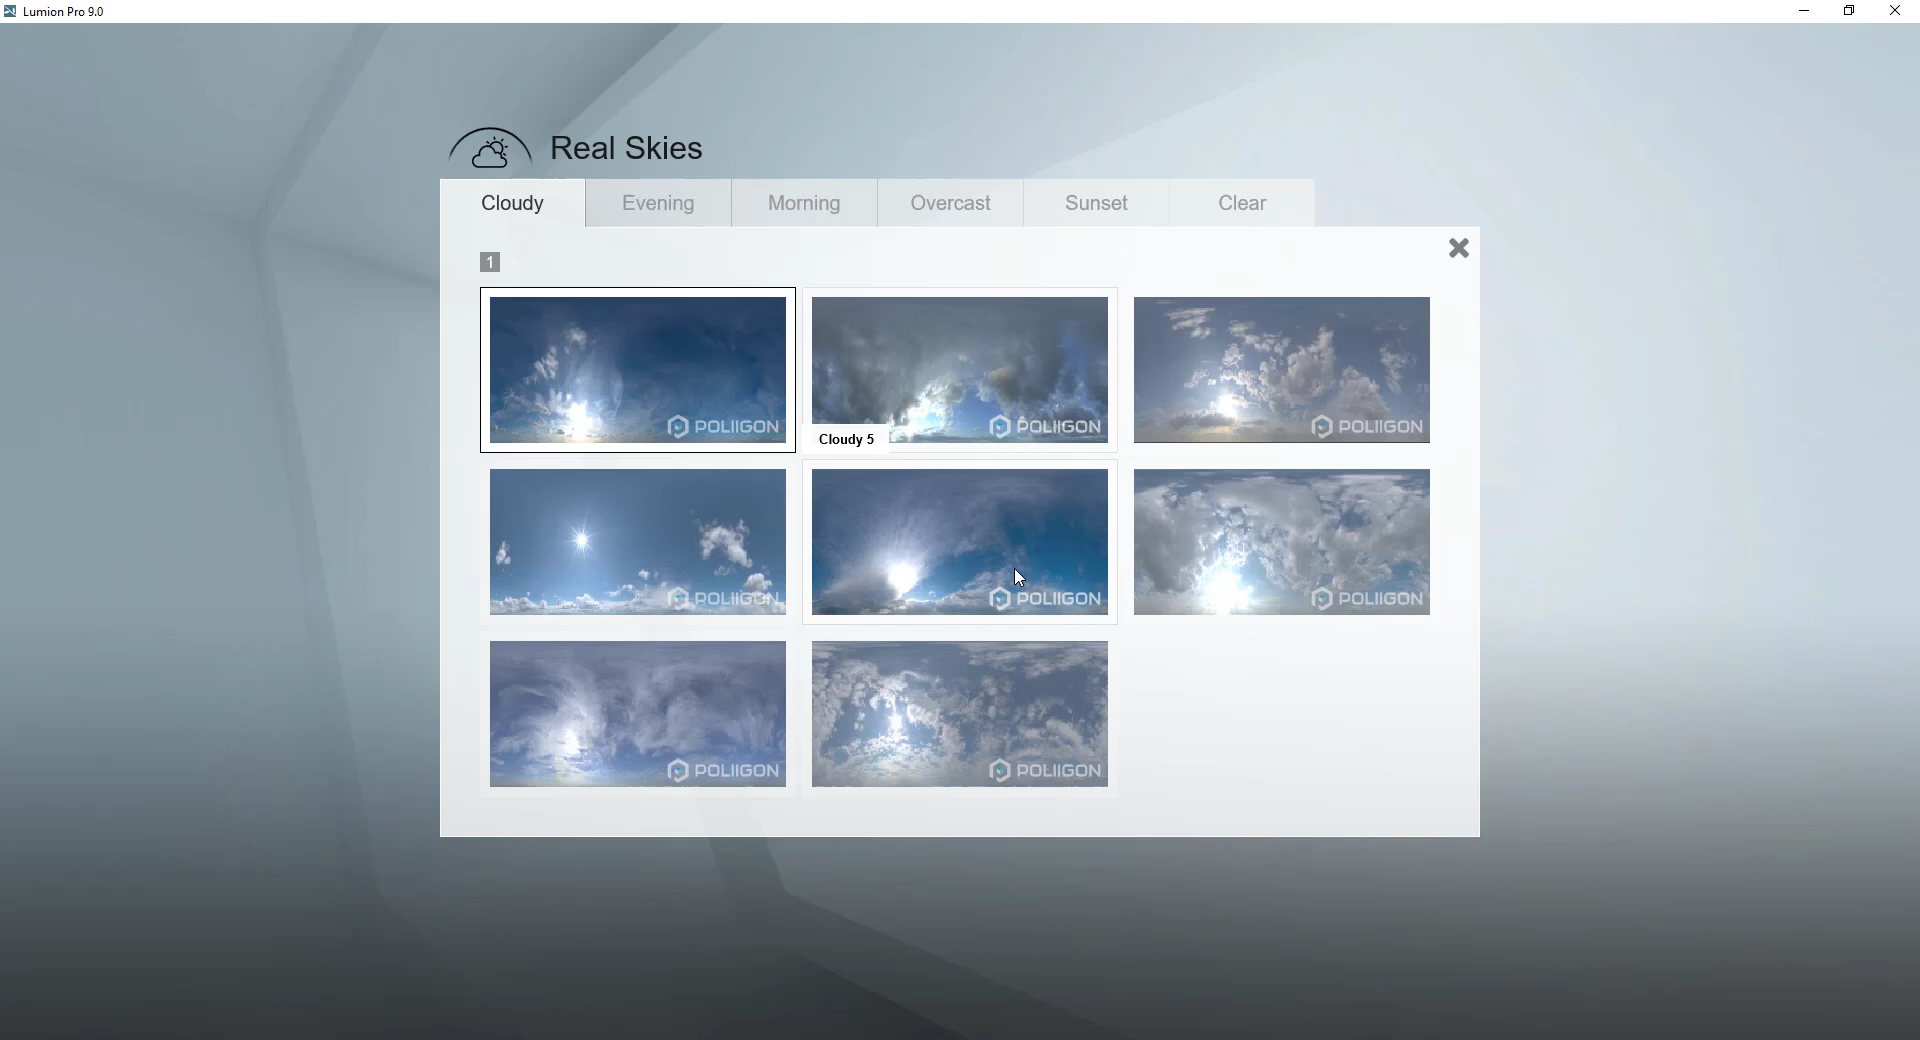 Lumion Pro 9.0
Real Skies
Cloudy
Evening
Morning
Overcast
Sunset
Clear
1
POLIIGON
POLIIGON
POLIIGON
Cloudy 5
POLIIGON
POLIIGON
POLIIGON
POLIIGON
POLIIGON